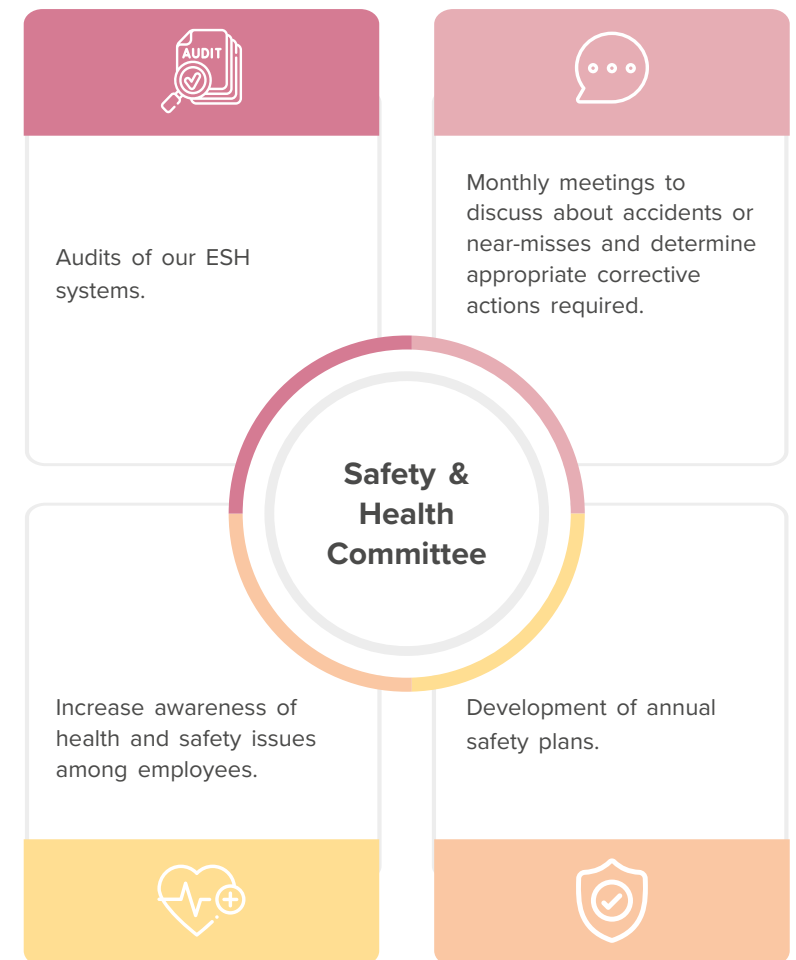 AUDIT
Audits of our ESH
systems.
Monthly meetings to
discuss about accidents or
near-misses and determine
appropriate corrective
actions required.
Safety &
Health
Committee
Increase awareness of
health and safety issues
among employees.
Development of annual
safety plans.